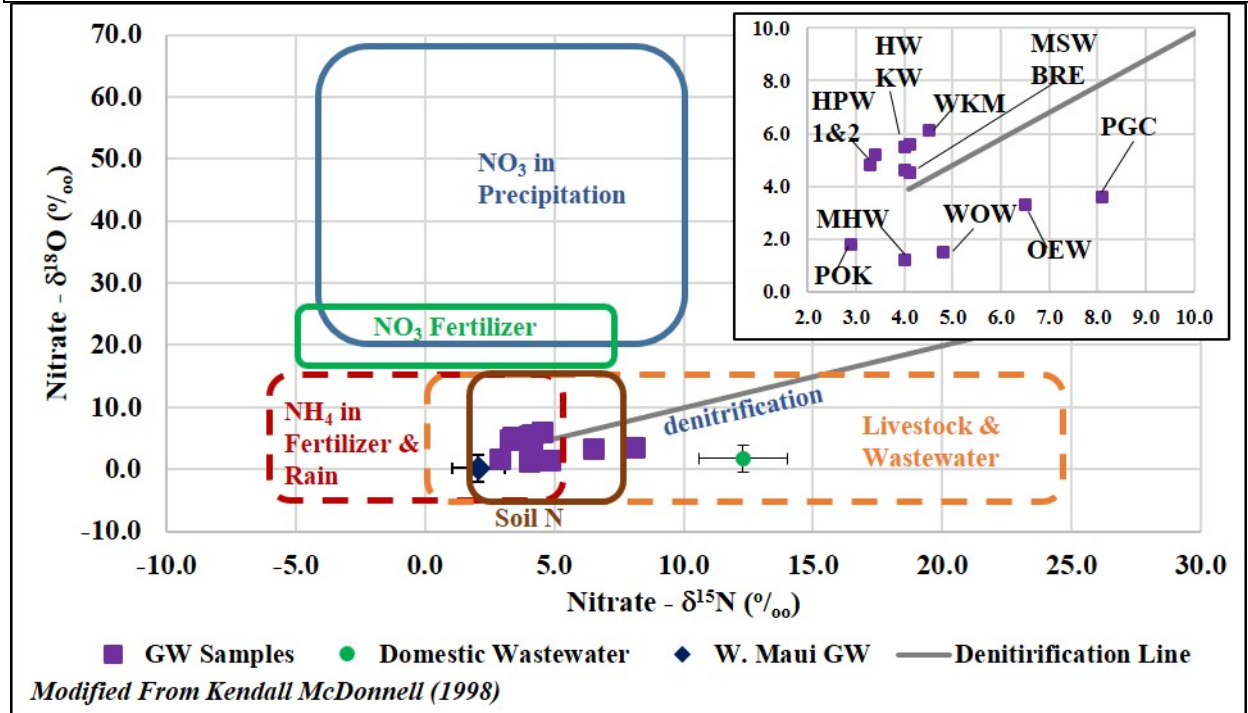 70.0
60.0
50.0
40.0
30.0
20.0
10.0
0.0
-10.0
Nitrate - δ¹⁸O (º/ₒₒ)
-10.0 -5.0 0.0 5.0 10.0 15.0 20.0 25.0 30.0
Nitrate - δ¹⁵N (º/ₒₒ)
NO₃ in
Precipitation
NO₃ Fertilizer
NH₄ in
Fertilizer &
Rain
Soil N
denitrification
Livestock &
Wastewater
10.0
8.0
6.0
4.0
2.0
0.0
2.0 3.0 4.0 5.0 6.0 7.0 8.0 9.0 10.0
HW
KW
MSW
BRE
HPW
1&2
WKM
PGC
MHW
WOW
OEW
POK
GW Samples Domestic Wastewater W. Maui GW Denitirification Line
Modified From Kendall McDonnell (1998)